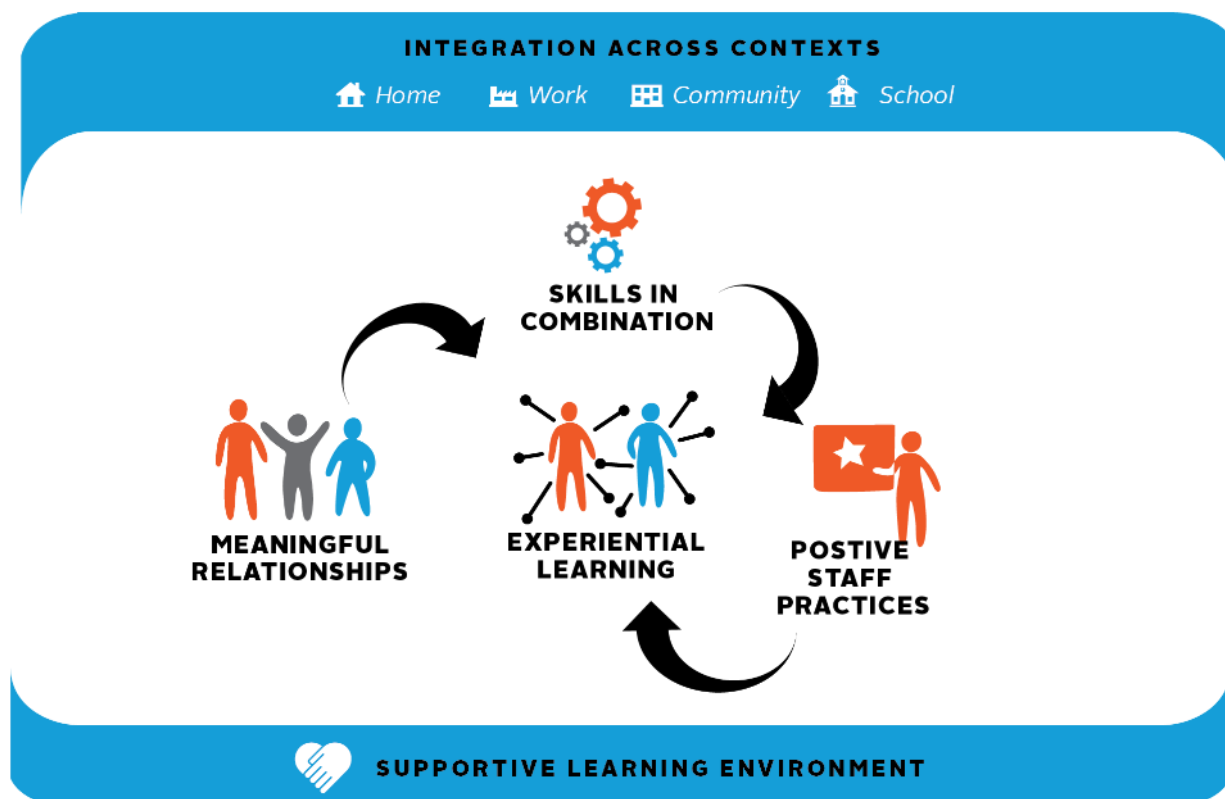 INTEGRATION ACROSS CONTEXTS
Home Work Community School
SKILLS IN
COMBINATION
MEANINGFUL
RELATIONSHIPS
EXPERIENTIAL
LEARNING
POSTIVE
STAFF
PRACTICES
SUPPORTIVE LEARNING ENVIRONMENT